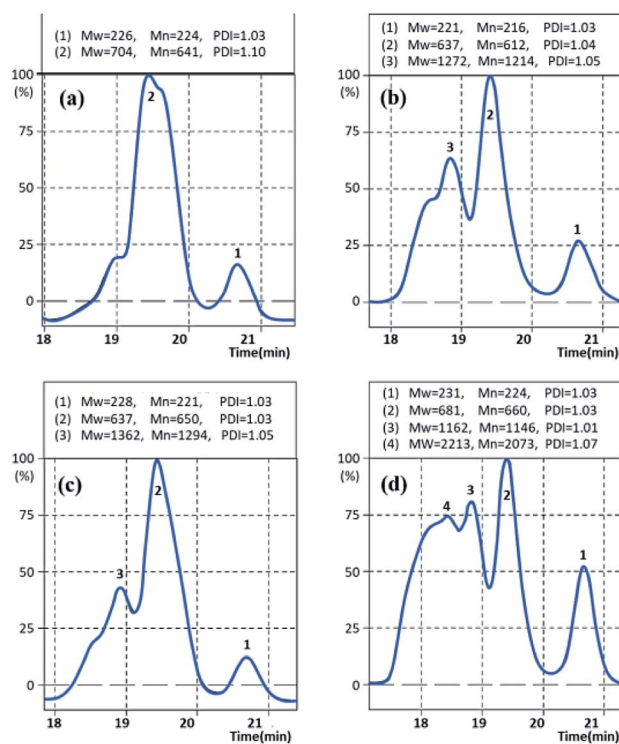 (1) Mw=226, Mn=224, PDI=1.03
(2) Mw=704, Mn=641, PDI=1.10
100
(%)
75
50
25
0
(a)
2
1
18 19 20 21
Time(min)
(1) Mw=221, Mn=216, PDI=1.03
(2) Mw=637, Mn=612, PDI=1.04
(3) Mw=1272, Mn=1214, PDI=1.05
100
(%)
75
50
25
0
(b)
3
2
1
18 19 20 21
Time(min)
(1) Mw=228, Mn=221, PDI=1.03
(2) Mw=637, Mn=650, PDI=1.03
(3) Mw=1362, Mn=1294, PDI=1.05
100
(%)
75
50
25
0
(c)
3
2
1
18 19 20 21
Time(min)
(1) Mw=231, Mn=224, PDI=1.03
(2) Mw=681, Mn=660, PDI=1.03
(3) Mw=1162, Mn=1146, PDI=1.01
(4) MW=2213, Mn=2073, PDI=1.07
100
(%)
75
50
25
0
(d)
4
3
2
1
18 19 20 21
Time(min)